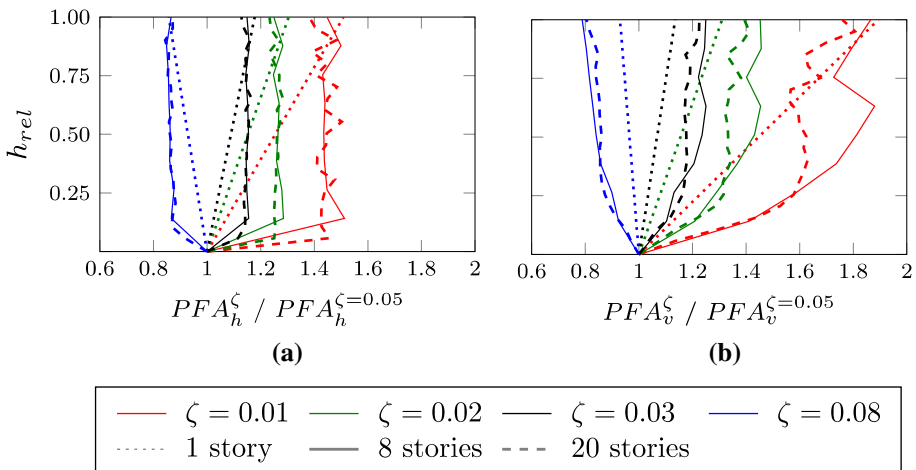 1.00
0.75
0.50
0.25
h_rel
0.6 0.8 1 1.2 1.4 1.6 1.8 2
PFA_h^ζ / PFA_h^{ζ=0.05}
(a)
0.6 0.8 1 1.2 1.4 1.6 1.8 2
PFA_v^ζ / PFA_v^{ζ=0.05}
(b)
ζ = 0.01 ζ = 0.02 ζ = 0.03 ζ = 0.08
1 story 8 stories 20 stories